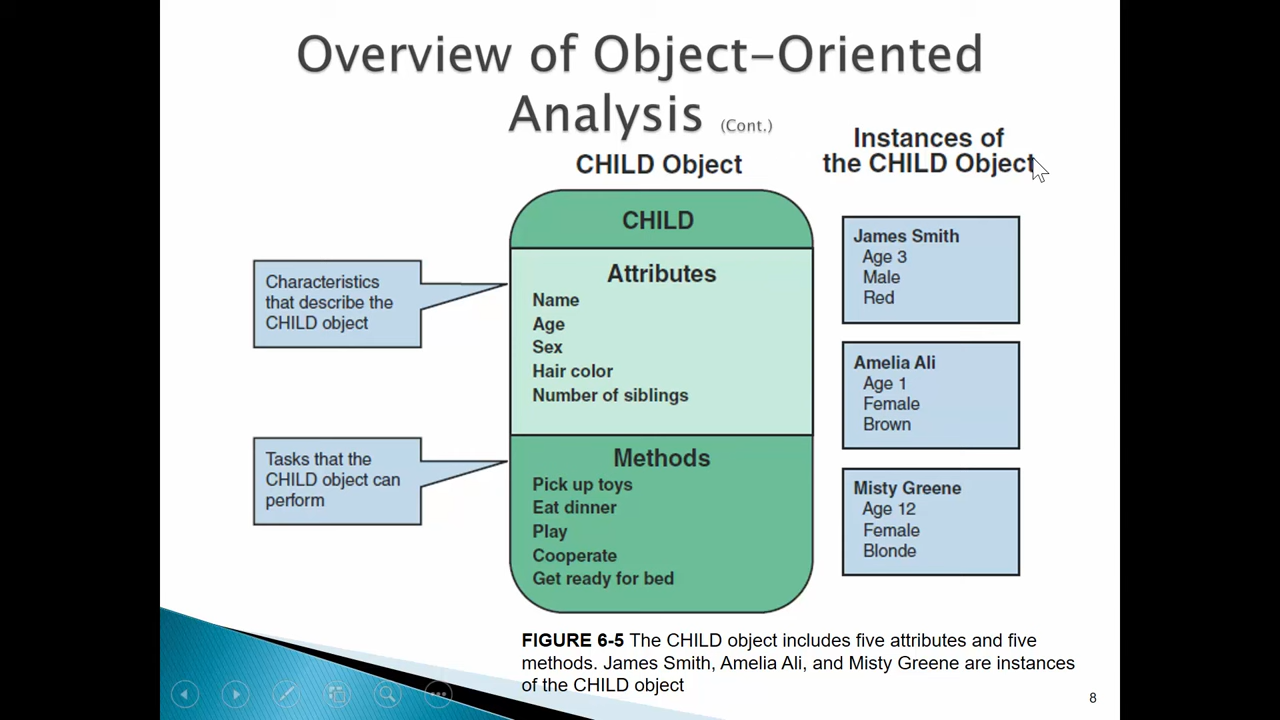 Overview of Object-Oriented
Analysis (Cont.)
CHILD Object
Instances of
the CHILD Object
CHILD
Characteristics
that describe the
CHILD object
Attributes
Name
Age
Sex
Hair color
Number of siblings
Tasks that the
CHILD object can
perform
Methods
Pick up toys
Eat dinner
Play
Cooperate
Get ready for bed
James Smith
Age 3
Male
Red
Amelia Ali
Age 1
Female
Brown
Misty Greene
Age 12
Female
Blonde
FIGURE 6-5 The CHILD object includes five attributes and five
methods. James Smith, Amelia Ali, and Misty Greene are instances
of the CHILD object
8